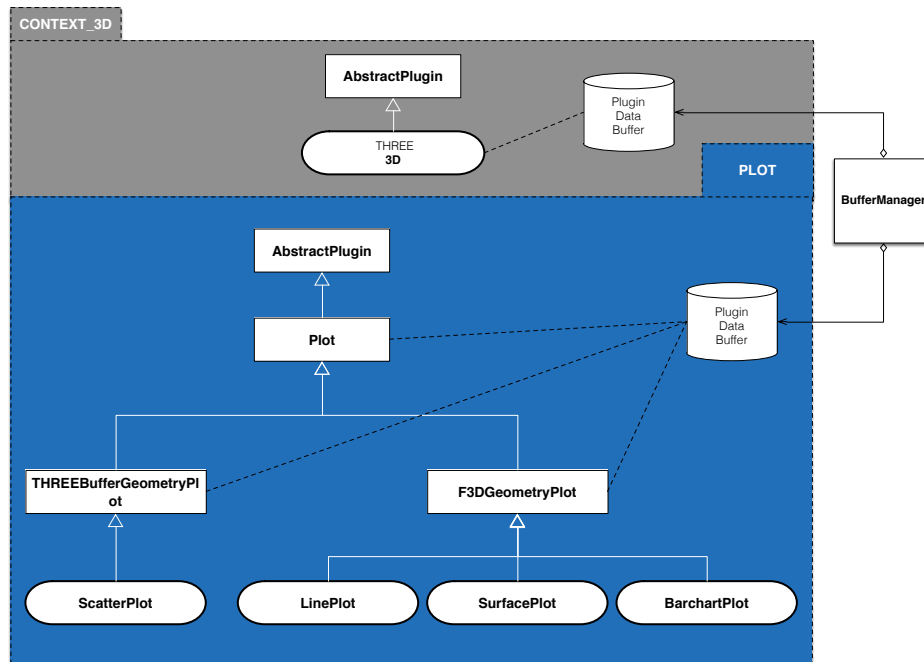 CONTEXT_3D
AbstractPlugin
Plugin
Data
Buffer
THREE
3D
PLOT
BufferManager
AbstractPlugin
Plugin
Data
Buffer
Plot
THREEBufferGeometryPl
ot
F3DGeometryPlot
ScatterPlot
LinePlot
SurfacePlot
BarchartPlot